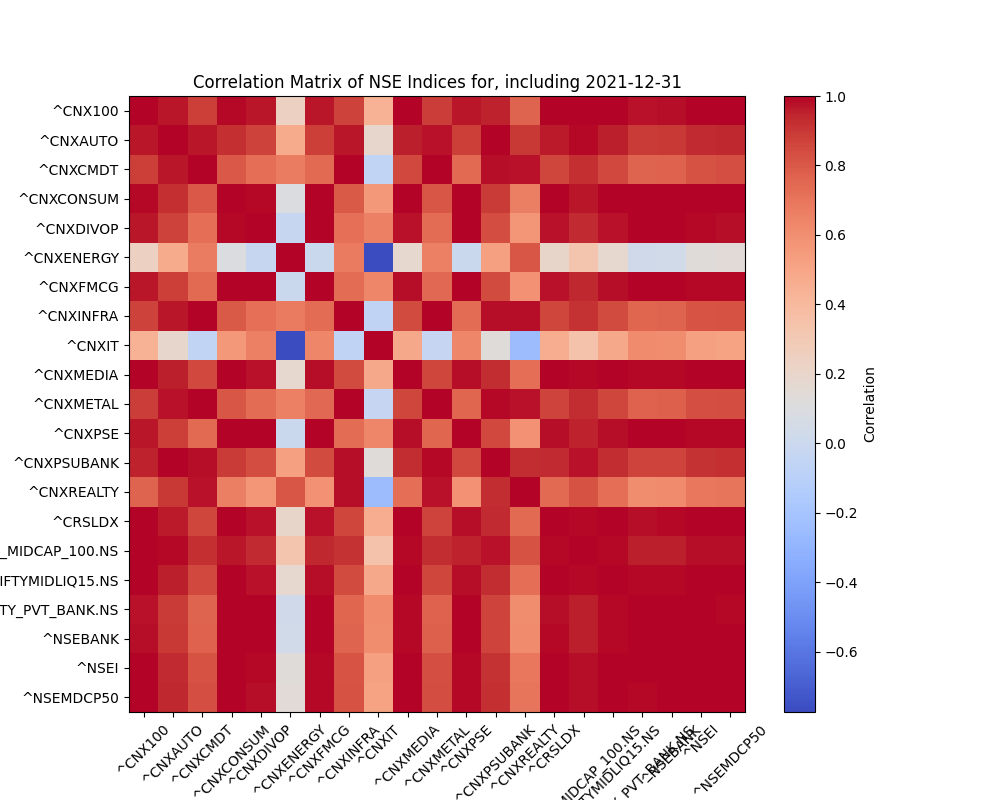 Correlation Matrix of NSE Indices for, including 2021-12-31
^CNX100
^CNXAUTO
^CNXCMDT
^CNXCONSUM
^CNXDIVOP
^CNXENERGY
^CNXFMCG
^CNXINFRA
^CNXIT
^CNXMEDIA
^CNXMETAL
^CNXPSE
^CNXPSUBANK
^CNXREALTY
^CRSLDX
_MIDCAP_100.NS
IFTYMIDLIQ15.NS
TY_PVT_BANK.NS
^NSEBANK
^NSEI
^NSEMDCP50
^CNX100
^CNXAUTO
^CNXCMDT
^CNXCONSUM
^CNXDIVOP
^CNXENERGY
^CNXFMCG
^CNXINFRA
^CNXIT
^CNXMEDIA
^CNXMETAL
^CNXPSE
^CNXPSUBANK
^CNXREALTY
^CRSLDX
MIDCAP_100.NS
TYMIDLIQ15.NS
_PVT_BANK.NS
^NSEBANK
^NSEI
^NSEMDCP50
1.0
0.8
0.6
0.4
0.2
0.0
−0.2
−0.4
−0.6
Correlation